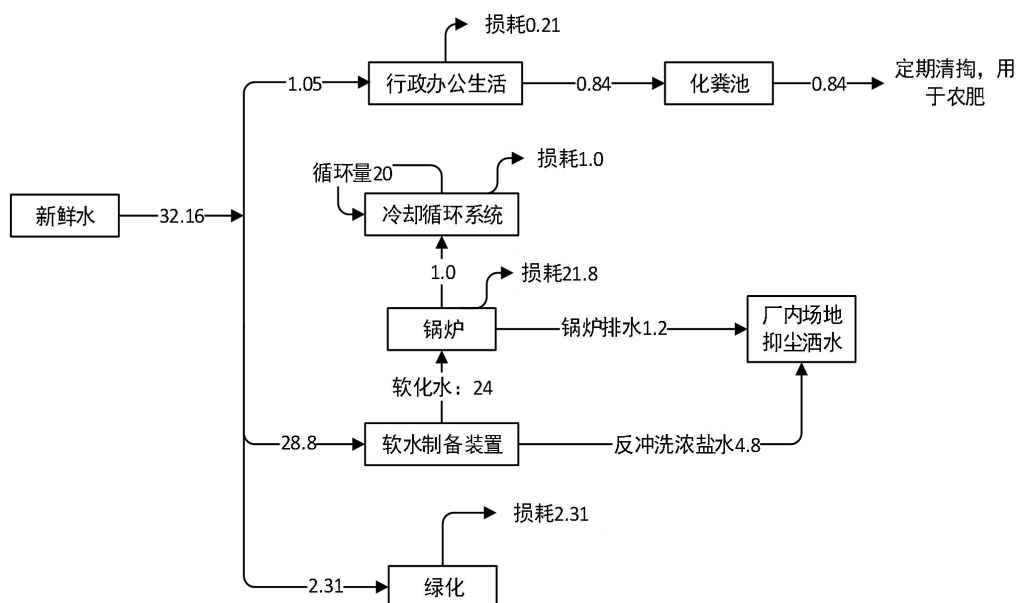 损耗0.21
1.05
行政办公生活
0.84
化粪池
0.84
定期清掏，用
于农肥
循环量20
损耗1.0
新鲜水
32.16
冷却循环系统
1.0
损耗21.8
锅炉
锅炉排水1.2
厂内场地
抑尘洒水
软化水：24
28.8
软水制备装置
反冲洗浓盐水4.8
损耗2.31
2.31
绿化